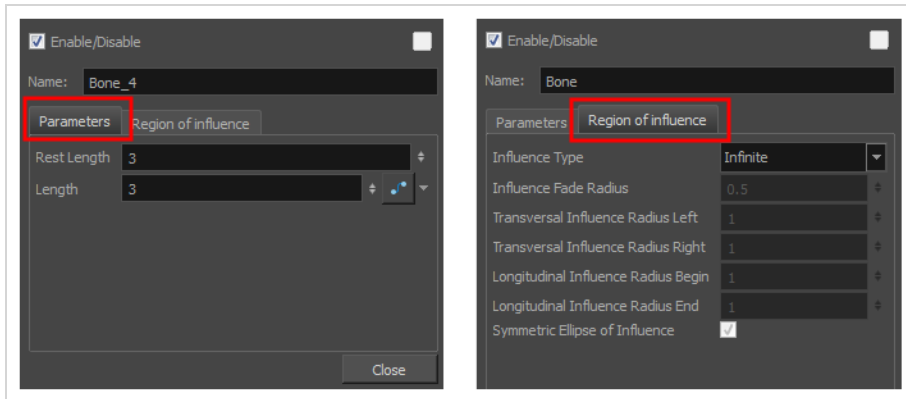 Enable/Disable
Name: Bone_4
Parameters Region of influence
Rest Length 3
Length 3
Close
Enable/Disable
Name: Bone
Parameters Region of influence
Influence Type Infinite
Influence Fade Radius 0.5
Transversal Influence Radius Left 1
Transversal Influence Radius Right 1
Longitudinal Influence Radius Begin 1
Longitudinal Influence Radius End 1
Symmetric Ellipse of Influence